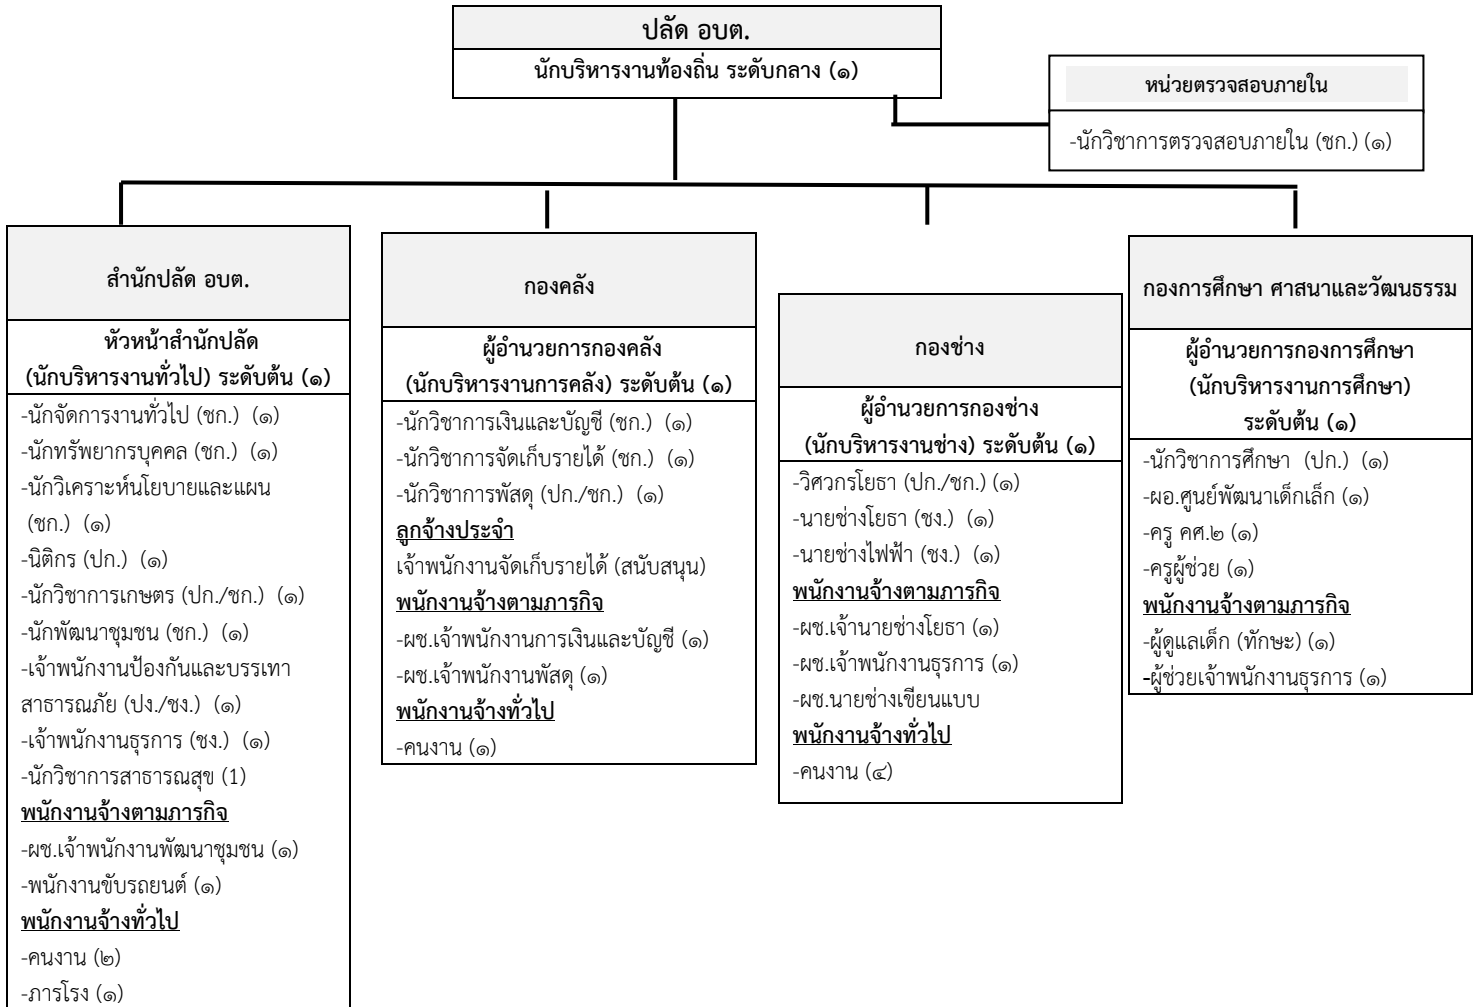 ปลัด อบต.
นักบริหารงานท้องถิ่น ระดับกลาง (๑)
หน่วยตรวจสอบภายใน
-นักวิชาการตรวจสอบภายใน (ชก.) (๑)
สำนักปลัด อบต.
หัวหน้าสำนักปลัด
(นักบริหารงานทั่วไป) ระดับต้น (๑)
-นักจัดการงานทั่วไป (ชก.) (๑)
-นักทรัพยากรบุคคล (ชก.) (๑)
-นักวิเคราะห์นโยบายและแผน
(ชก.) (๑)
-นิติกร (ปก.) (๑)
-นักวิชาการเกษตร (ปก./ชก.) (๑)
-นักพัฒนาชุมชน (ชก.) (๑)
-เจ้าพนักงานป้องกันและบรรเทา
สาธารณภัย (ปง./ชง.) (๑)
-เจ้าพนักงานธุรการ (ชง.) (๑)
-นักวิชาการสาธารณสุข (1)
พนักงานจ้างตามภารกิจ
-ผช.เจ้าพนักงานพัฒนาชุมชน (๑)
-พนักงานขับรถยนต์ (๑)
พนักงานจ้างทั่วไป
-คนงาน (๒)
-ภารโรง (๑)
กองคลัง
ผู้อำนวยการกองคลัง
(นักบริหารงานการคลัง) ระดับต้น (๑)
-นักวิชาการเงินและบัญชี (ชก.) (๑)
-นักวิชาการจัดเก็บรายได้ (ชก.) (๑)
-นักวิชาการพัสดุ (ปก./ชก.) (๑)
ลูกจ้างประจำ
เจ้าพนักงานจัดเก็บรายได้ (สนับสนุน)
พนักงานจ้างตามภารกิจ
-ผช.เจ้าพนักงานการเงินและบัญชี (๑)
-ผช.เจ้าพนักงานพัสดุ (๑)
พนักงานจ้างทั่วไป
-คนงาน (๑)
กองช่าง
ผู้อำนวยการกองช่าง
(นักบริหารงานช่าง) ระดับต้น (๑)
-วิศวกรโยธา (ปก./ชก.) (๑)
-นายช่างโยธา (ชง.) (๑)
-นายช่างไฟฟ้า (ชง.) (๑)
พนักงานจ้างตามภารกิจ
-ผช.เจ้านายช่างโยธา (๑)
-ผช.เจ้าพนักงานธุรการ (๑)
-ผช.นายช่างเขียนแบบ
พนักงานจ้างทั่วไป
-คนงาน (๔)
กองการศึกษา ศาสนาและวัฒนธรรม
ผู้อำนวยการกองการศึกษา
(นักบริหารงานการศึกษา)
ระดับต้น (๑)
-นักวิชาการศึกษา (ปก.) (๑)
-ผอ.ศูนย์พัฒนาเด็กเล็ก (๑)
-ครู คศ.๒ (๑)
-ครูผู้ช่วย (๑)
พนักงานจ้างตามภารกิจ
-ผู้ดูแลเด็ก (ทักษะ) (๑)
-ผู้ช่วยเจ้าพนักงานธุรการ (๑)